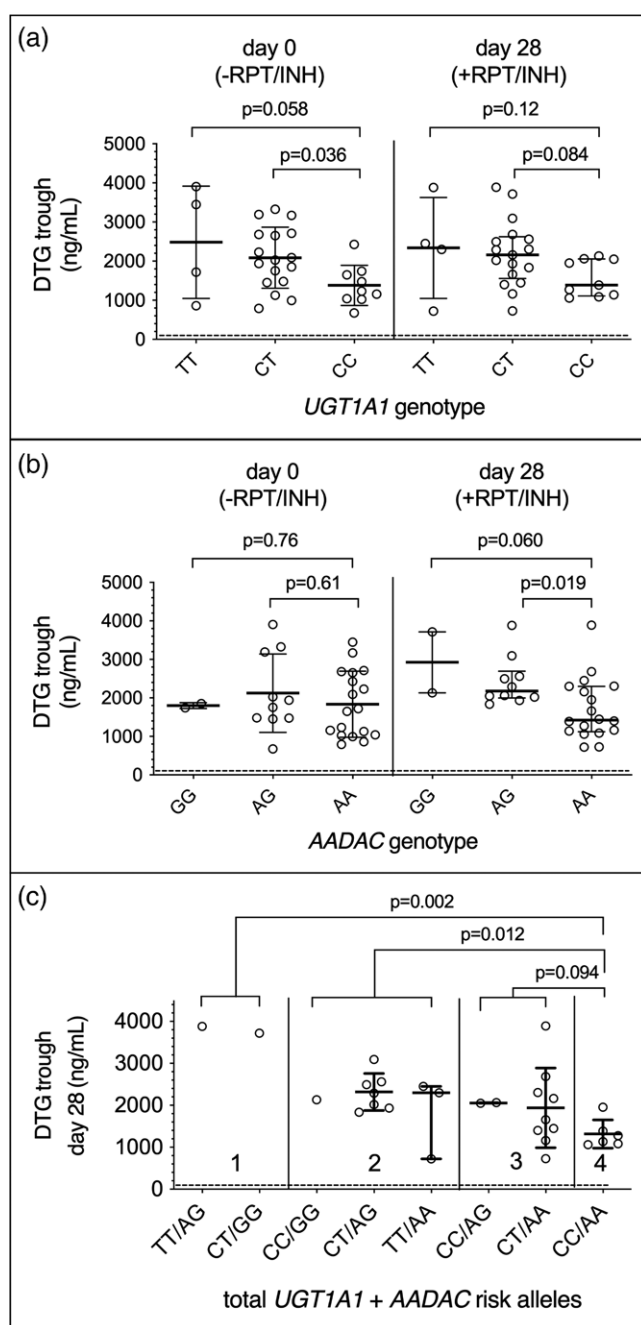 (a)
day 0 day 28
(-RPT/INH) (+RPT/INH)
p=0.058 p=0.12
p=0.036 p=0.084
DTG trough
(ng/mL)
5000
4000
3000
2000
1000
0
TT CT CC TT CT CC
UGT1A1 genotype
(b)
day 0 day 28
(-RPT/INH) (+RPT/INH)
p=0.76 p=0.060
p=0.61 p=0.019
DTG trough
(ng/mL)
5000
4000
3000
2000
1000
0
GG AG AA GG AG AA
AADAC genotype
(c)
p=0.002
p=0.012
p=0.094
DTG trough
day 28 (ng/mL)
4000
3000
2000
1000
0
1 2 3 4
TT/AG CT/GG CC/GG CT/AG TT/AA CC/AG CT/AA CC/AA
total UGT1A1 + AADAC risk alleles